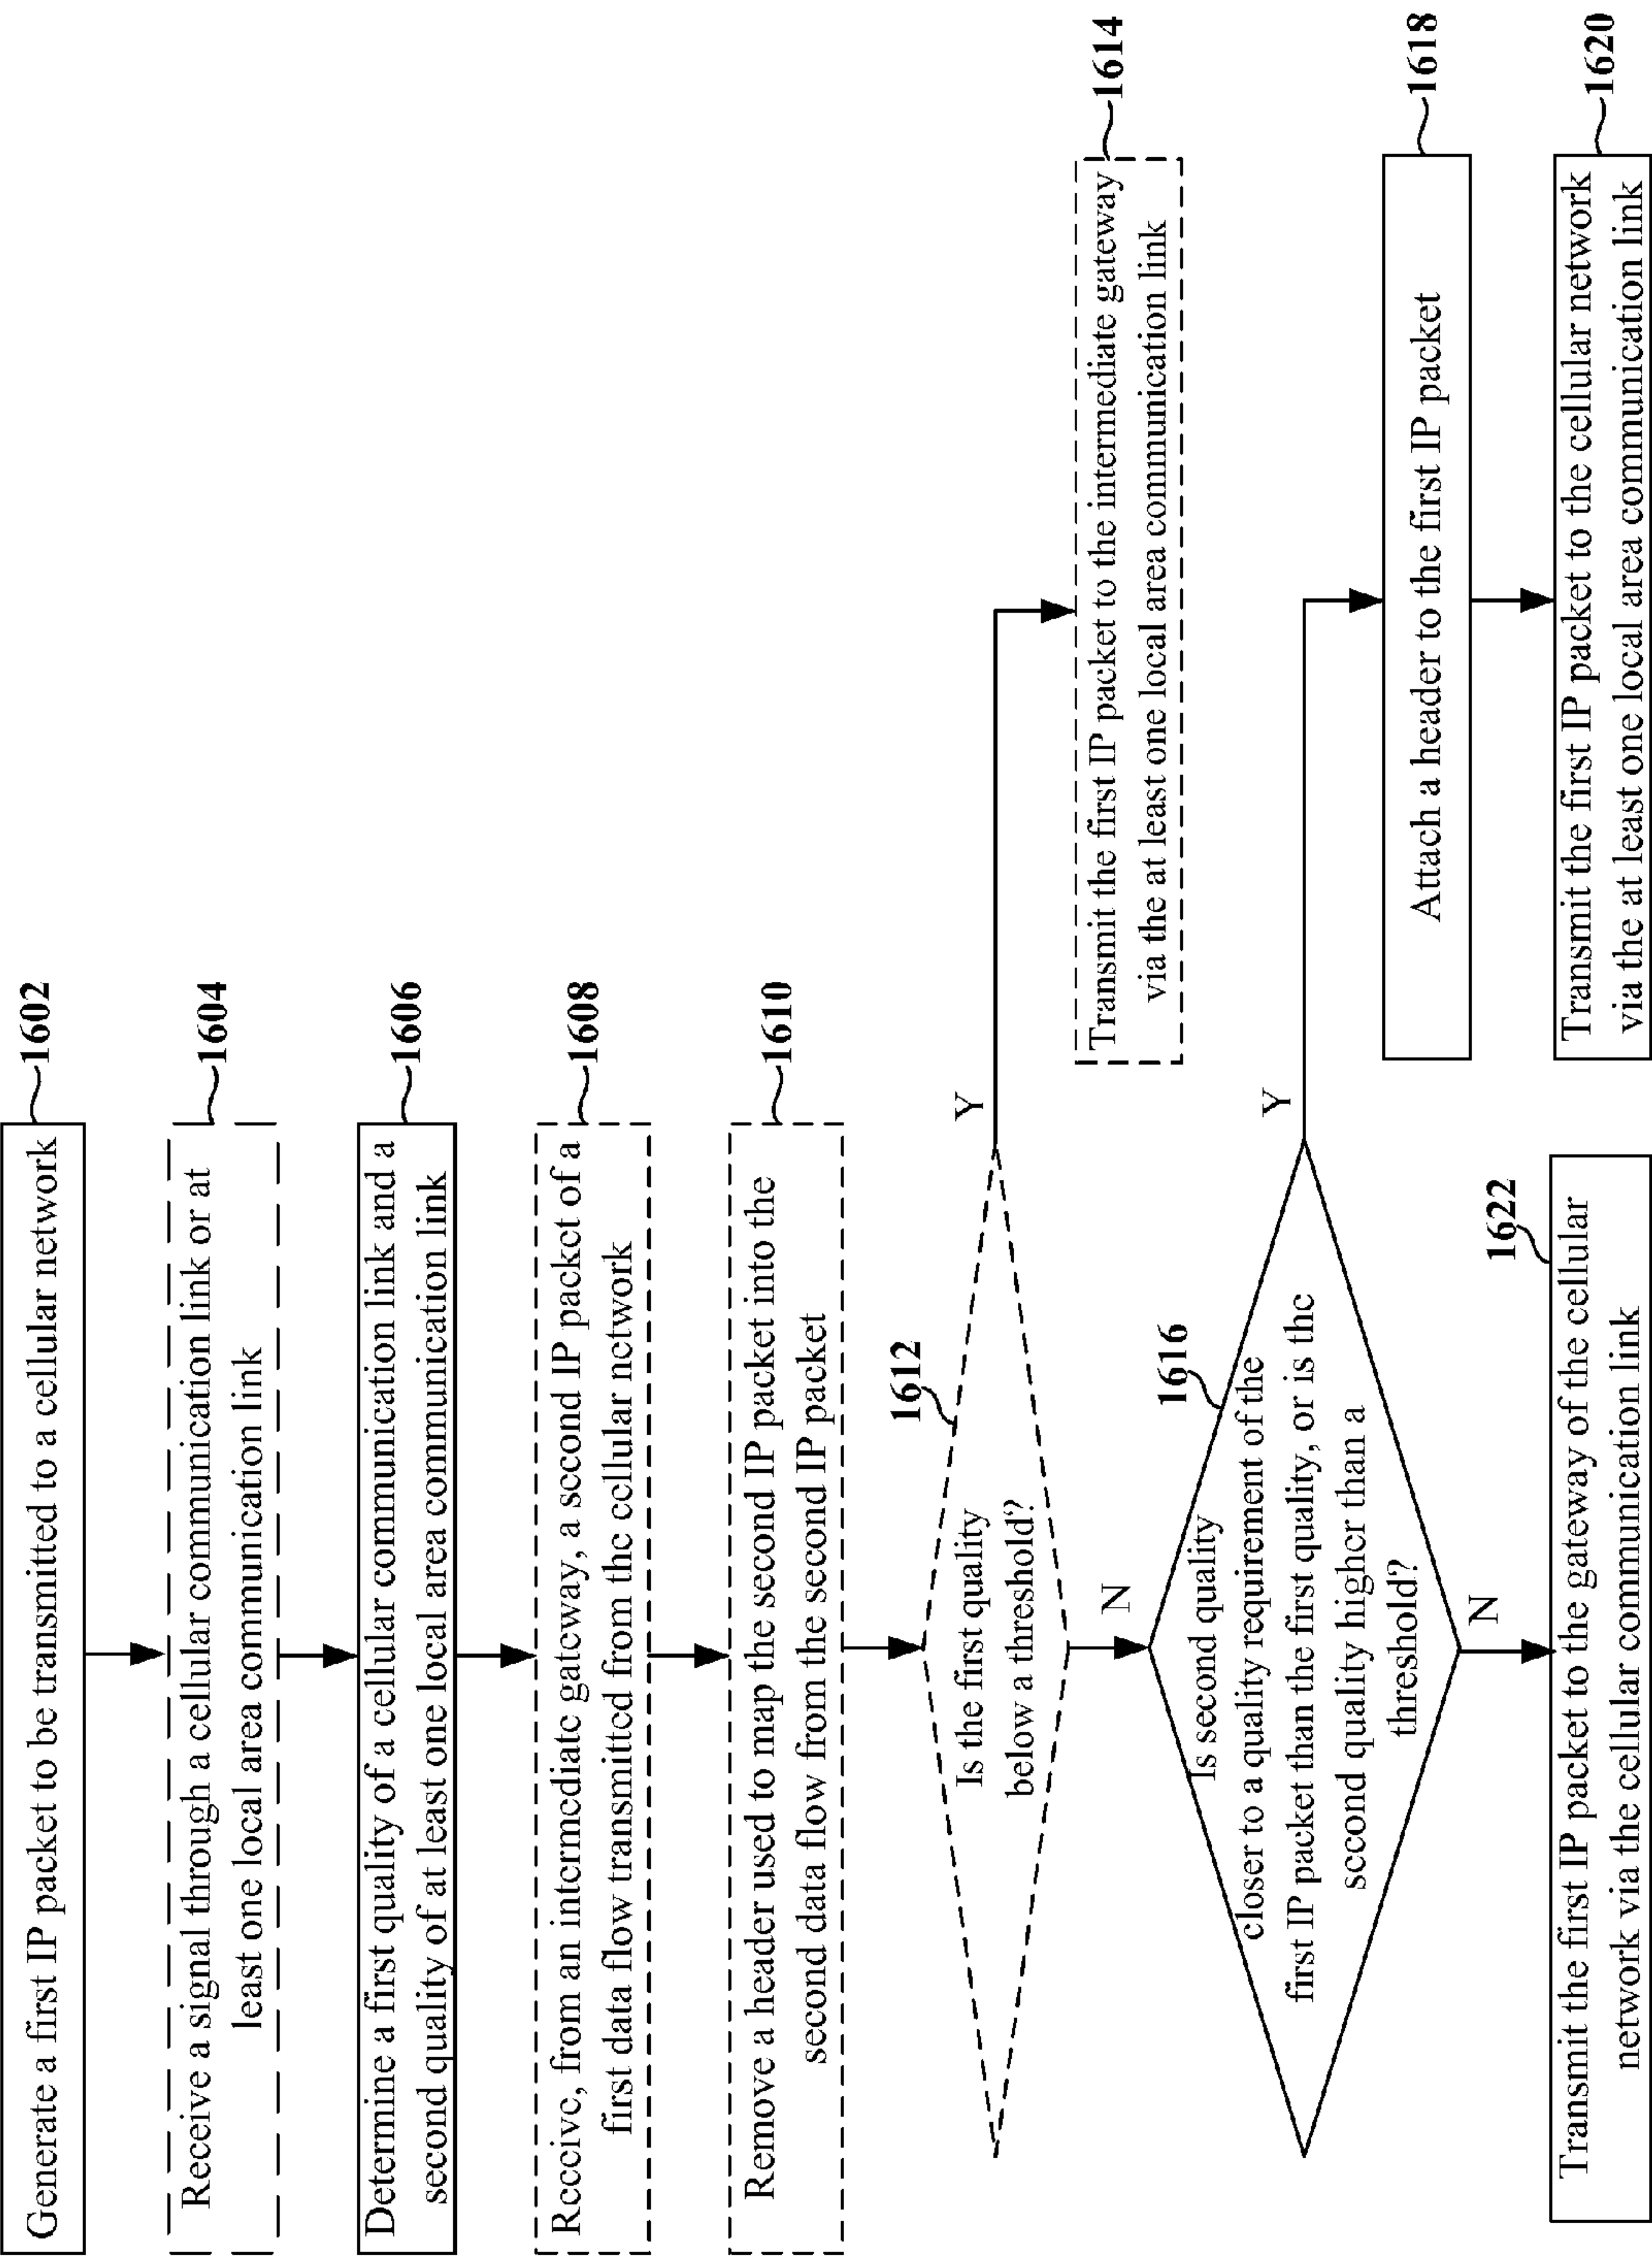 Generate a first IP packet to be transmitted to a cellular network
1602
Receive a signal through a cellular communication link or at
least one local area communication link
1604
Determine a first quality of a cellular communication link and a
second quality of at least one local area communication link
1606
Receive, from an intermediate gateway, a second IP packet of a
first data flow transmitted from the cellular network
1608
Remove a header used to map the second IP packet into the
second data flow from the second IP packet
1610
1612
Is the first quality
below a threshold?
Y
N
Transmit the first IP packet to the intermediate gateway
via the at least one local area communication link
1614
1616
Is second quality
closer to a quality requirement of the
first IP packet than the first quality, or is the
second quality higher than a
threshold?
Y
N
Attach a header to the first IP packet
1618
Transmit the first IP packet to the cellular network
via the at least one local area communication link
1620
1622
Transmit the first IP packet to the gateway of the cellular
network via the cellular communication link